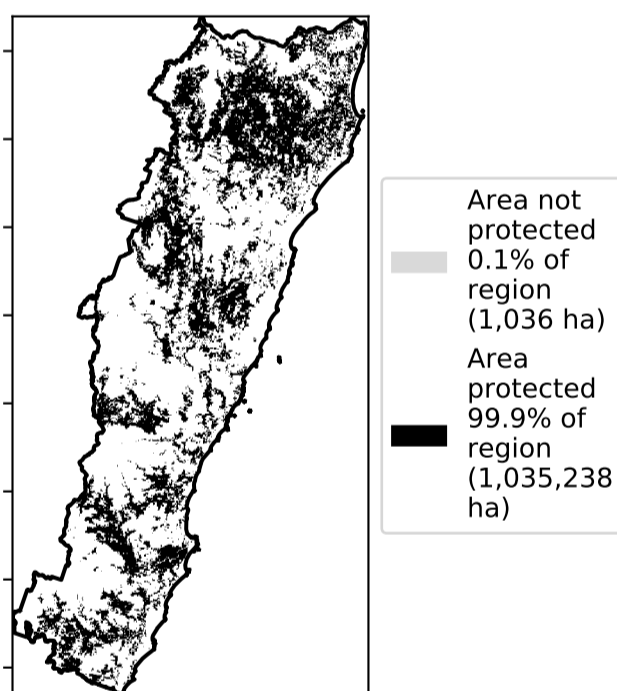 Area not
protected
0.1% of
region
(1,036 ha)
Area
protected
99.9% of
region
(1,035,238
ha)